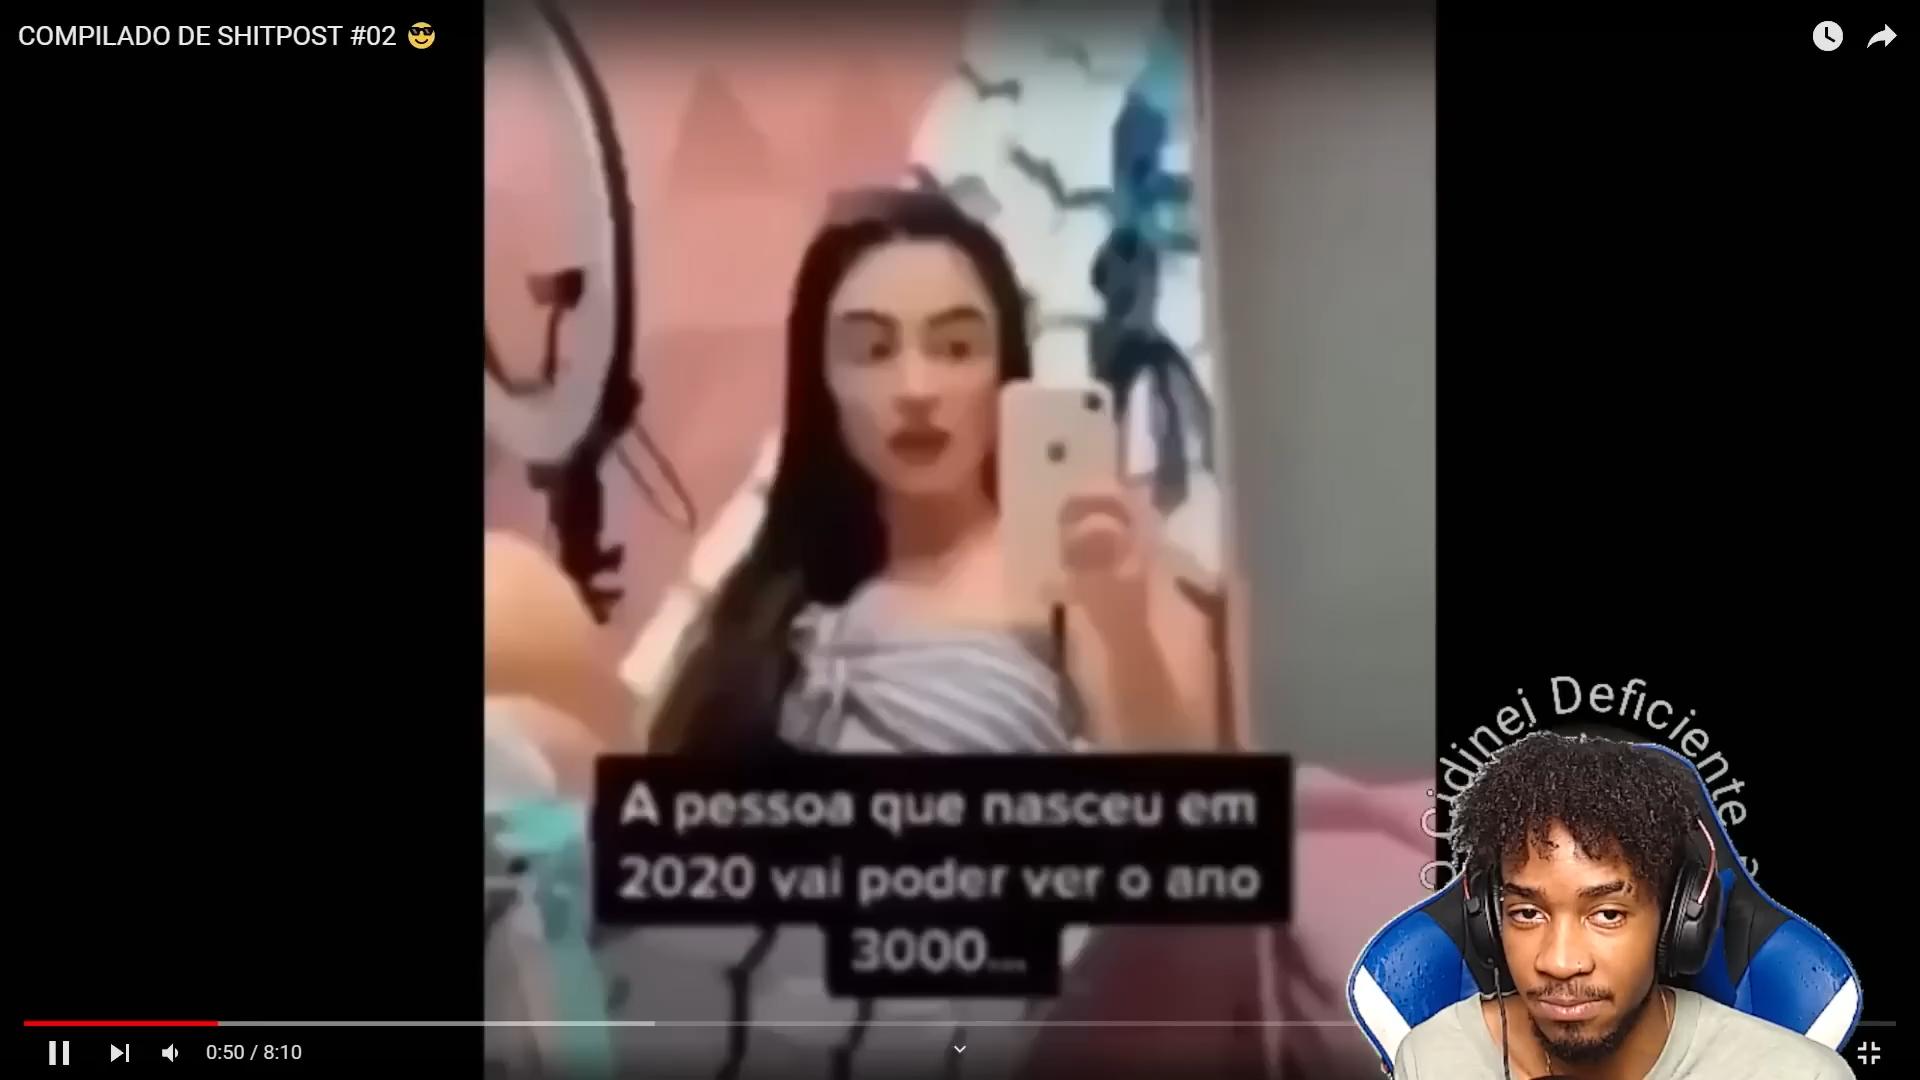 COMPILADO DE SHITPOST #02 😎
A pessoa que nasceu em
2020 vai poder ver o ano
3000...
Cidinei Deficiente
0:50 / 8:10